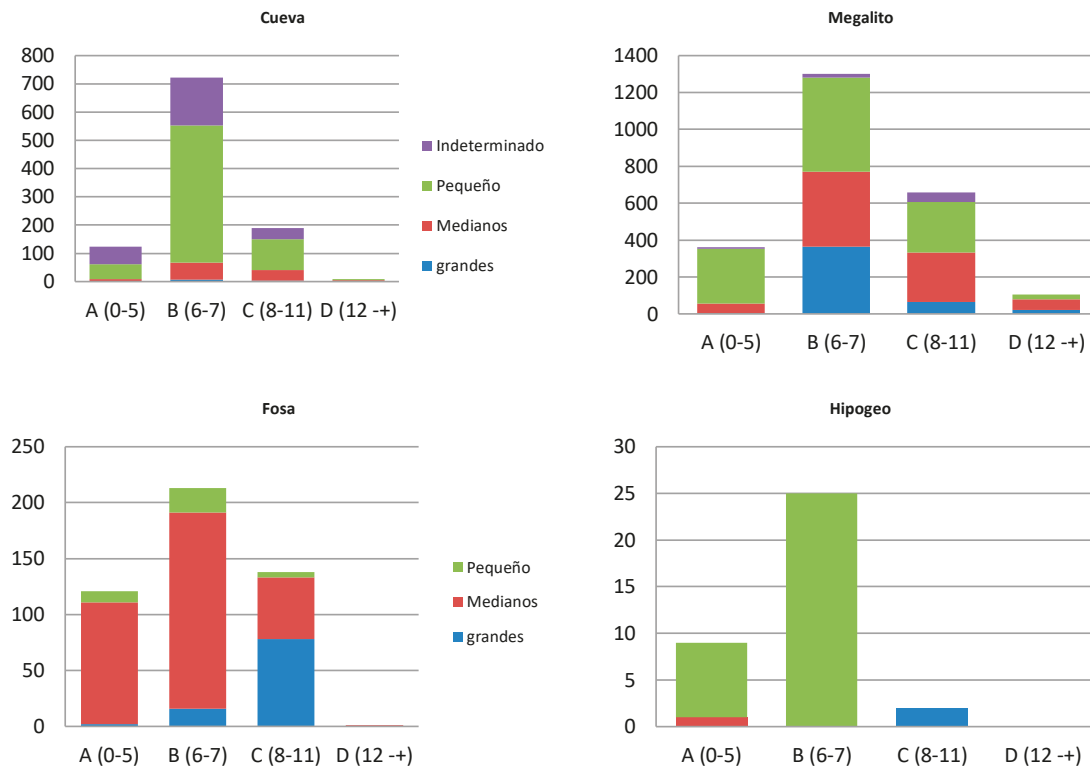 Cueva
800
700
600
500
400
300
200
100
0
A (0-5) B (6-7) C (8-11) D (12 -+)
Indeterminado
Pequeño
Medianos
grandes
Megalito
1400
1200
1000
800
600
400
200
0
A (0-5) B (6-7) C (8-11) D (12 -+)
Fosa
250
200
150
100
50
0
A (0-5) B (6-7) C (8-11) D (12 -+)
Pequeño
Medianos
grandes
Hipogeo
30
25
20
15
10
5
0
A (0-5) B (6-7) C (8-11) D (12 -+)